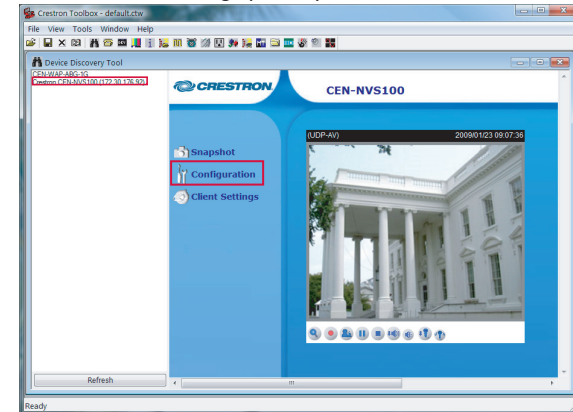 Crestron Toolbox - default.ctw
File View Tools Window Help
Device Discovery Tool
CEN-WAP-ABG-1G
Crestron CEN-NVS100 (172.30.176.92)
CRESTRON
CEN-NVS100
(UDP-AV) 2009/01/23 09:07:36
Snapshot
Configuration
Client Settings
Refresh
Ready